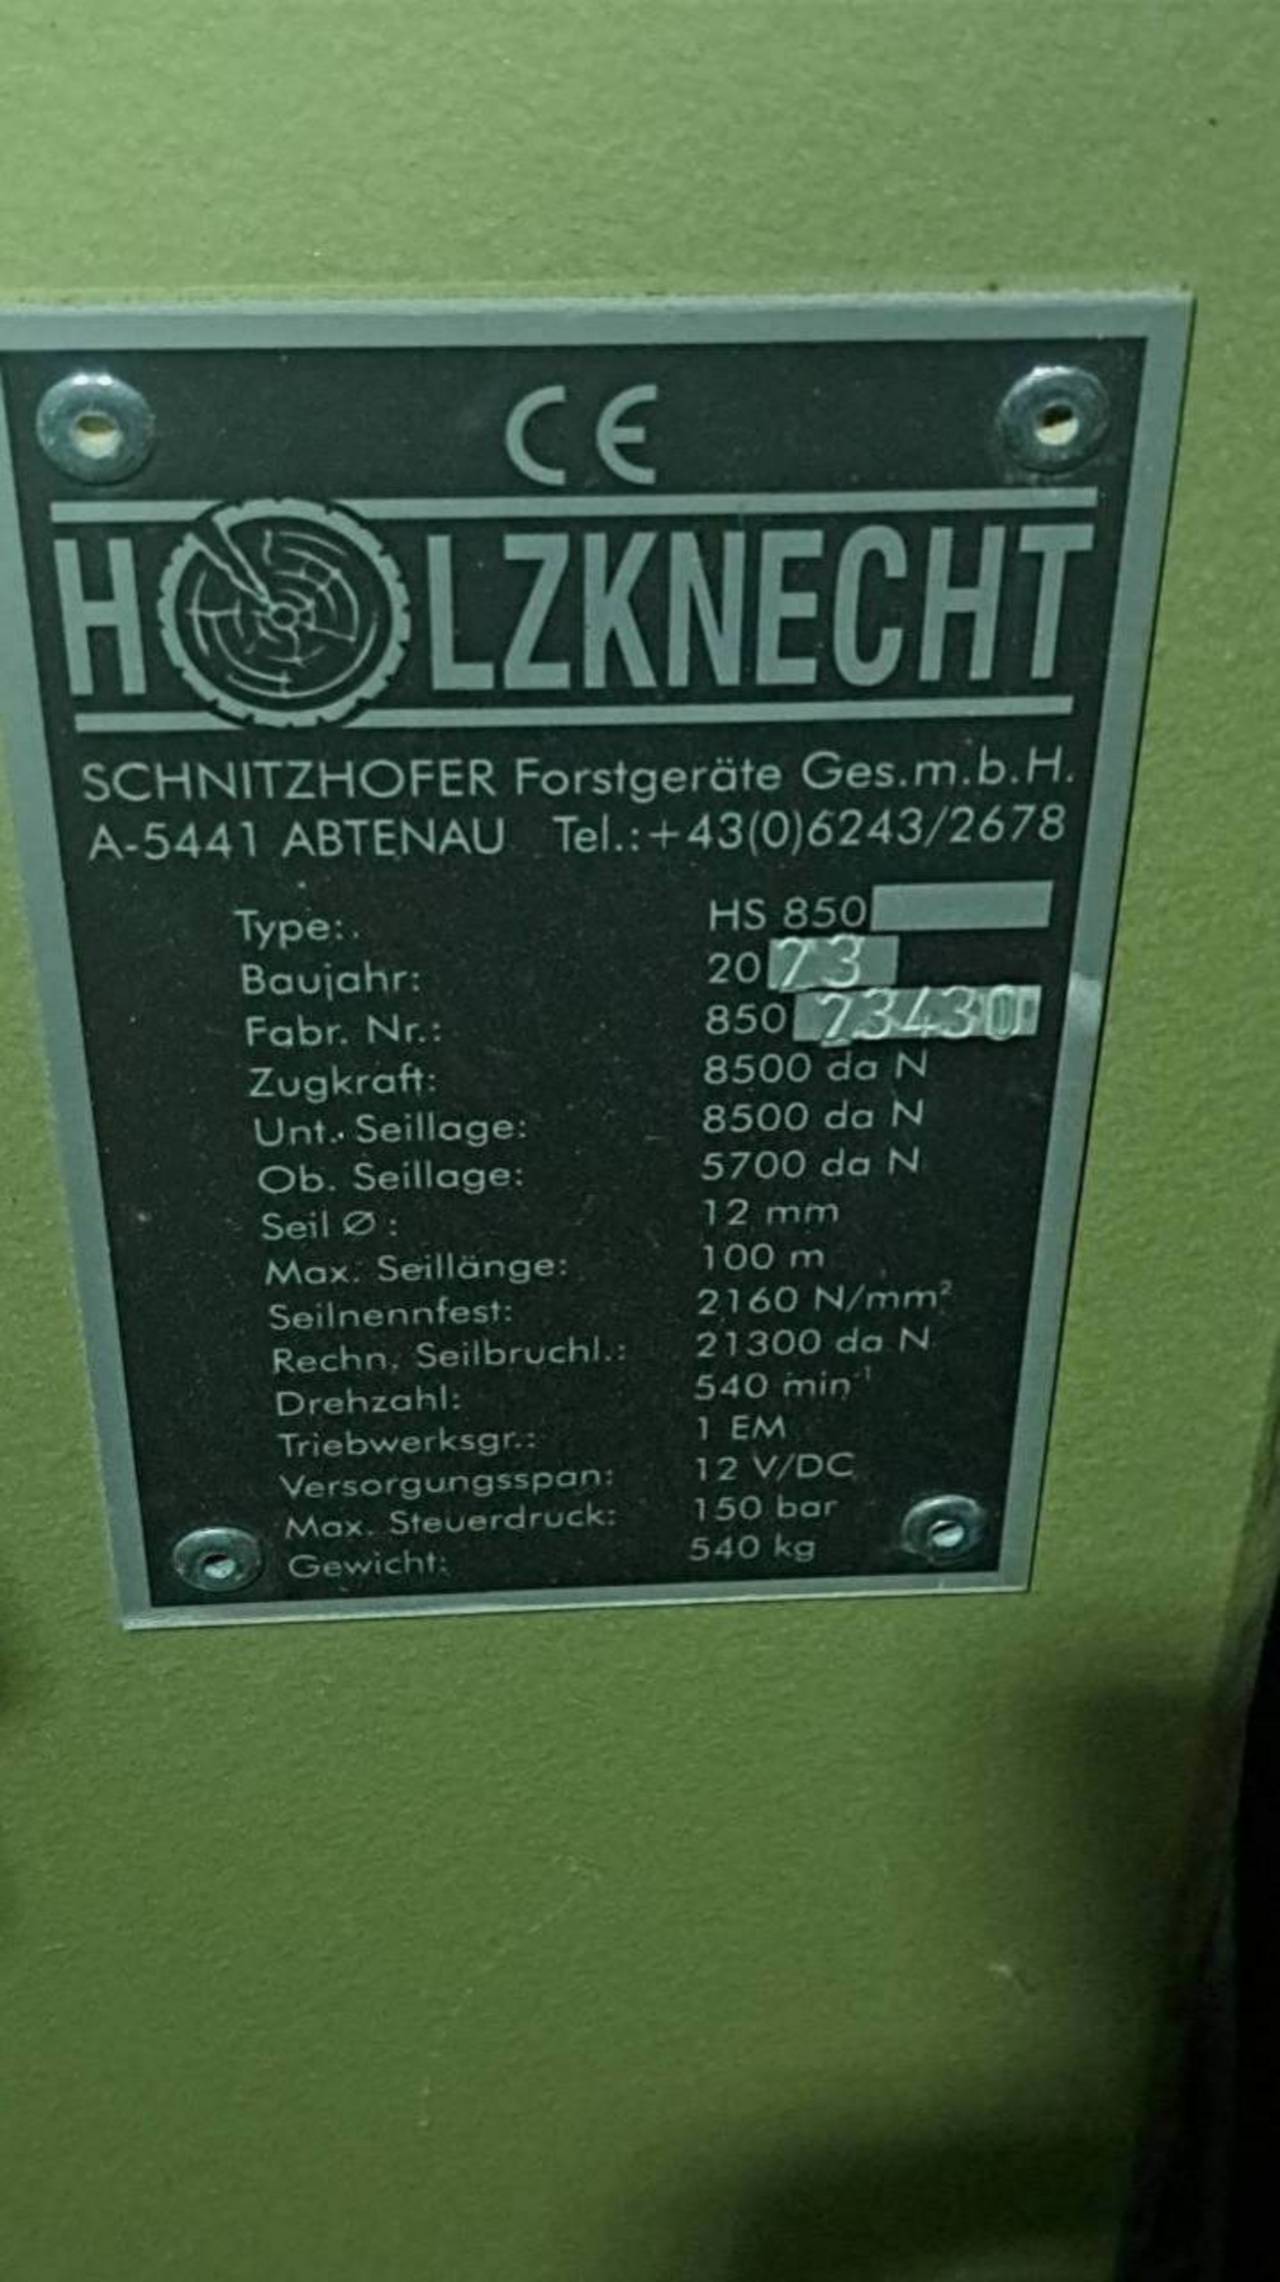 CE
HOLZKNECHT
SCHNITZHOFER Forstgeräte Ges.m.b.H.
A-5441 ABTENAU Tel.:+43(0)6243/2678
Type: HS 850
Baujahr: 2023
Fabr. Nr.: 850 23430
Zugkraft: 8500 da N
Unt. Seillage: 8500 da N
Ob. Seillage: 5700 da N
Seil Ø : 12 mm
Max. Seillänge: 100 m
Seilnennfest: 2160 N/mm²
Rechn. Seilbruchl.: 21300 da N
Drehzahl: 540 min⁻¹
Triebwerksgr.: 1 EM
Versorgungsspan: 12 V/DC
Max. Steuerdruck: 150 bar
Gewicht: 540 kg